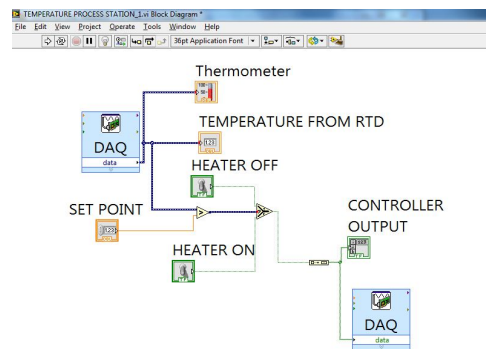 TEMPERATURE PROCESS STATION_1.vi Block Diagram *
File Edit View Project Operate Tools Window Help
36pt Application Font
Thermometer
TEMPERATURE FROM RTD
DAQ
data
HEATER OFF
SET POINT
CONTROLLER
OUTPUT
HEATER ON
DAQ
data